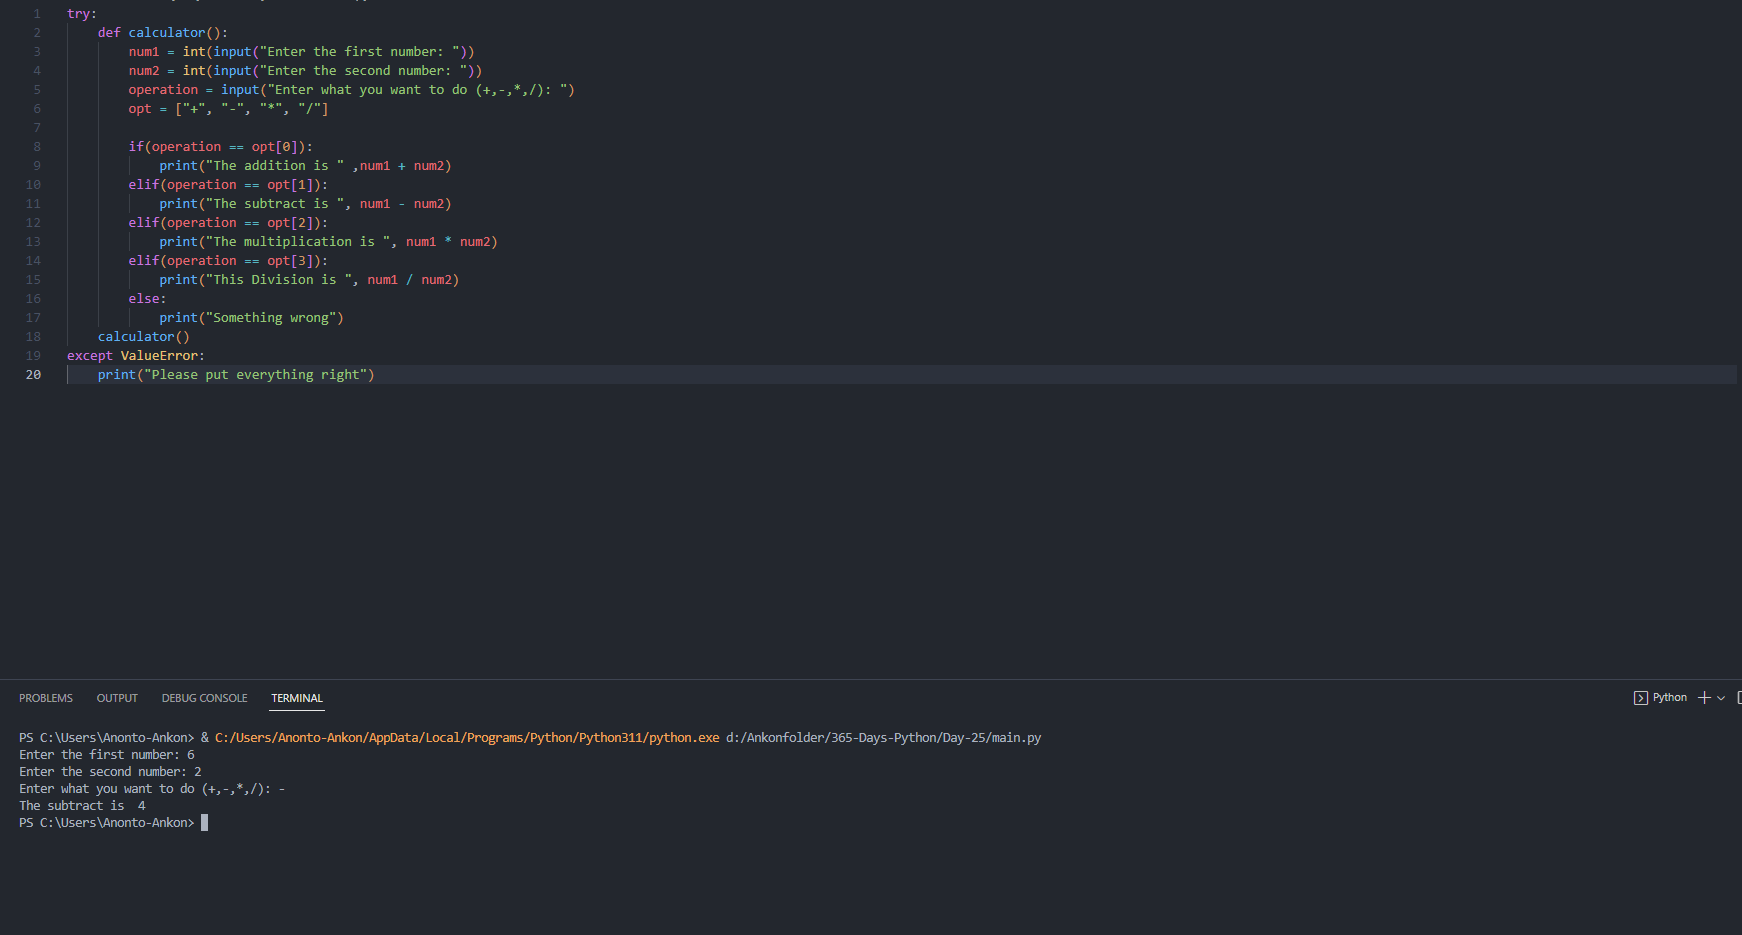 1 try:
2     def calculator():
3         num1 = int(input("Enter the first number: "))
4         num2 = int(input("Enter the second number: "))
5         operation = input("Enter what you want to do (+,-,*,/): ")
6         opt = ["+", "-", "*", "/"]
7
8         if(operation == opt[0]):
9             print("The addition is " ,num1 + num2)
10         elif(operation == opt[1]):
11             print("The subtract is ", num1 - num2)
12         elif(operation == opt[2]):
13             print("The multiplication is ", num1 * num2)
14         elif(operation == opt[3]):
15             print("This Division is ", num1 / num2)
16         else:
17             print("Something wrong")
18     calculator()
19 except ValueError:
20     print("Please put everything right")
PROBLEMS OUTPUT DEBUG CONSOLE TERMINAL Python
PS C:\Users\Anonto-Ankon> & C:/Users/Anonto-Ankon/AppData/Local/Programs/Python/Python311/python.exe d:/Ankonfolder/365-Days-Python/Day-25/main.py
Enter the first number: 6
Enter the second number: 2
Enter what you want to do (+,-,*,/): -
The subtract is  4
PS C:\Users\Anonto-Ankon>